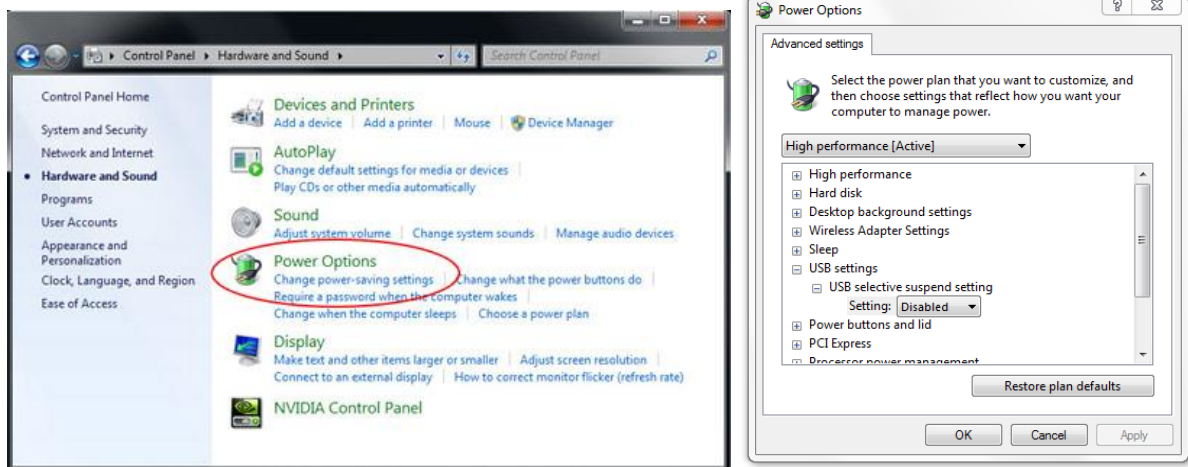 Control Panel Hardware and Sound
Search Control Panel
Control Panel Home
System and Security
Network and Internet
Hardware and Sound
Programs
User Accounts
Appearance and
Personalization
Clock, Language, and Region
Ease of Access
Devices and Printers
Add a device Add a printer Mouse Device Manager
AutoPlay
Change default settings for media or devices
Play CDs or other media automatically
Sound
Adjust system volume Change system sounds Manage audio devices
Power Options
Change power-saving settings Change what the power buttons do
Require a password when the computer wakes
Change when the computer sleeps Choose a power plan
Display
Make text and other items larger or smaller Adjust screen resolution
Connect to an external display How to correct monitor flicker (refresh rate)
NVIDIA Control Panel
Power Options
Advanced settings
Select the power plan that you want to customize, and
then choose settings that reflect how you want your
computer to manage power.
High performance [Active]
High performance
Hard disk
Desktop background settings
Wireless Adapter Settings
Sleep
USB settings
USB selective suspend setting
Setting: Disabled
Power buttons and lid
PCI Express
Processor power management
Restore plan defaults
OK Cancel Apply